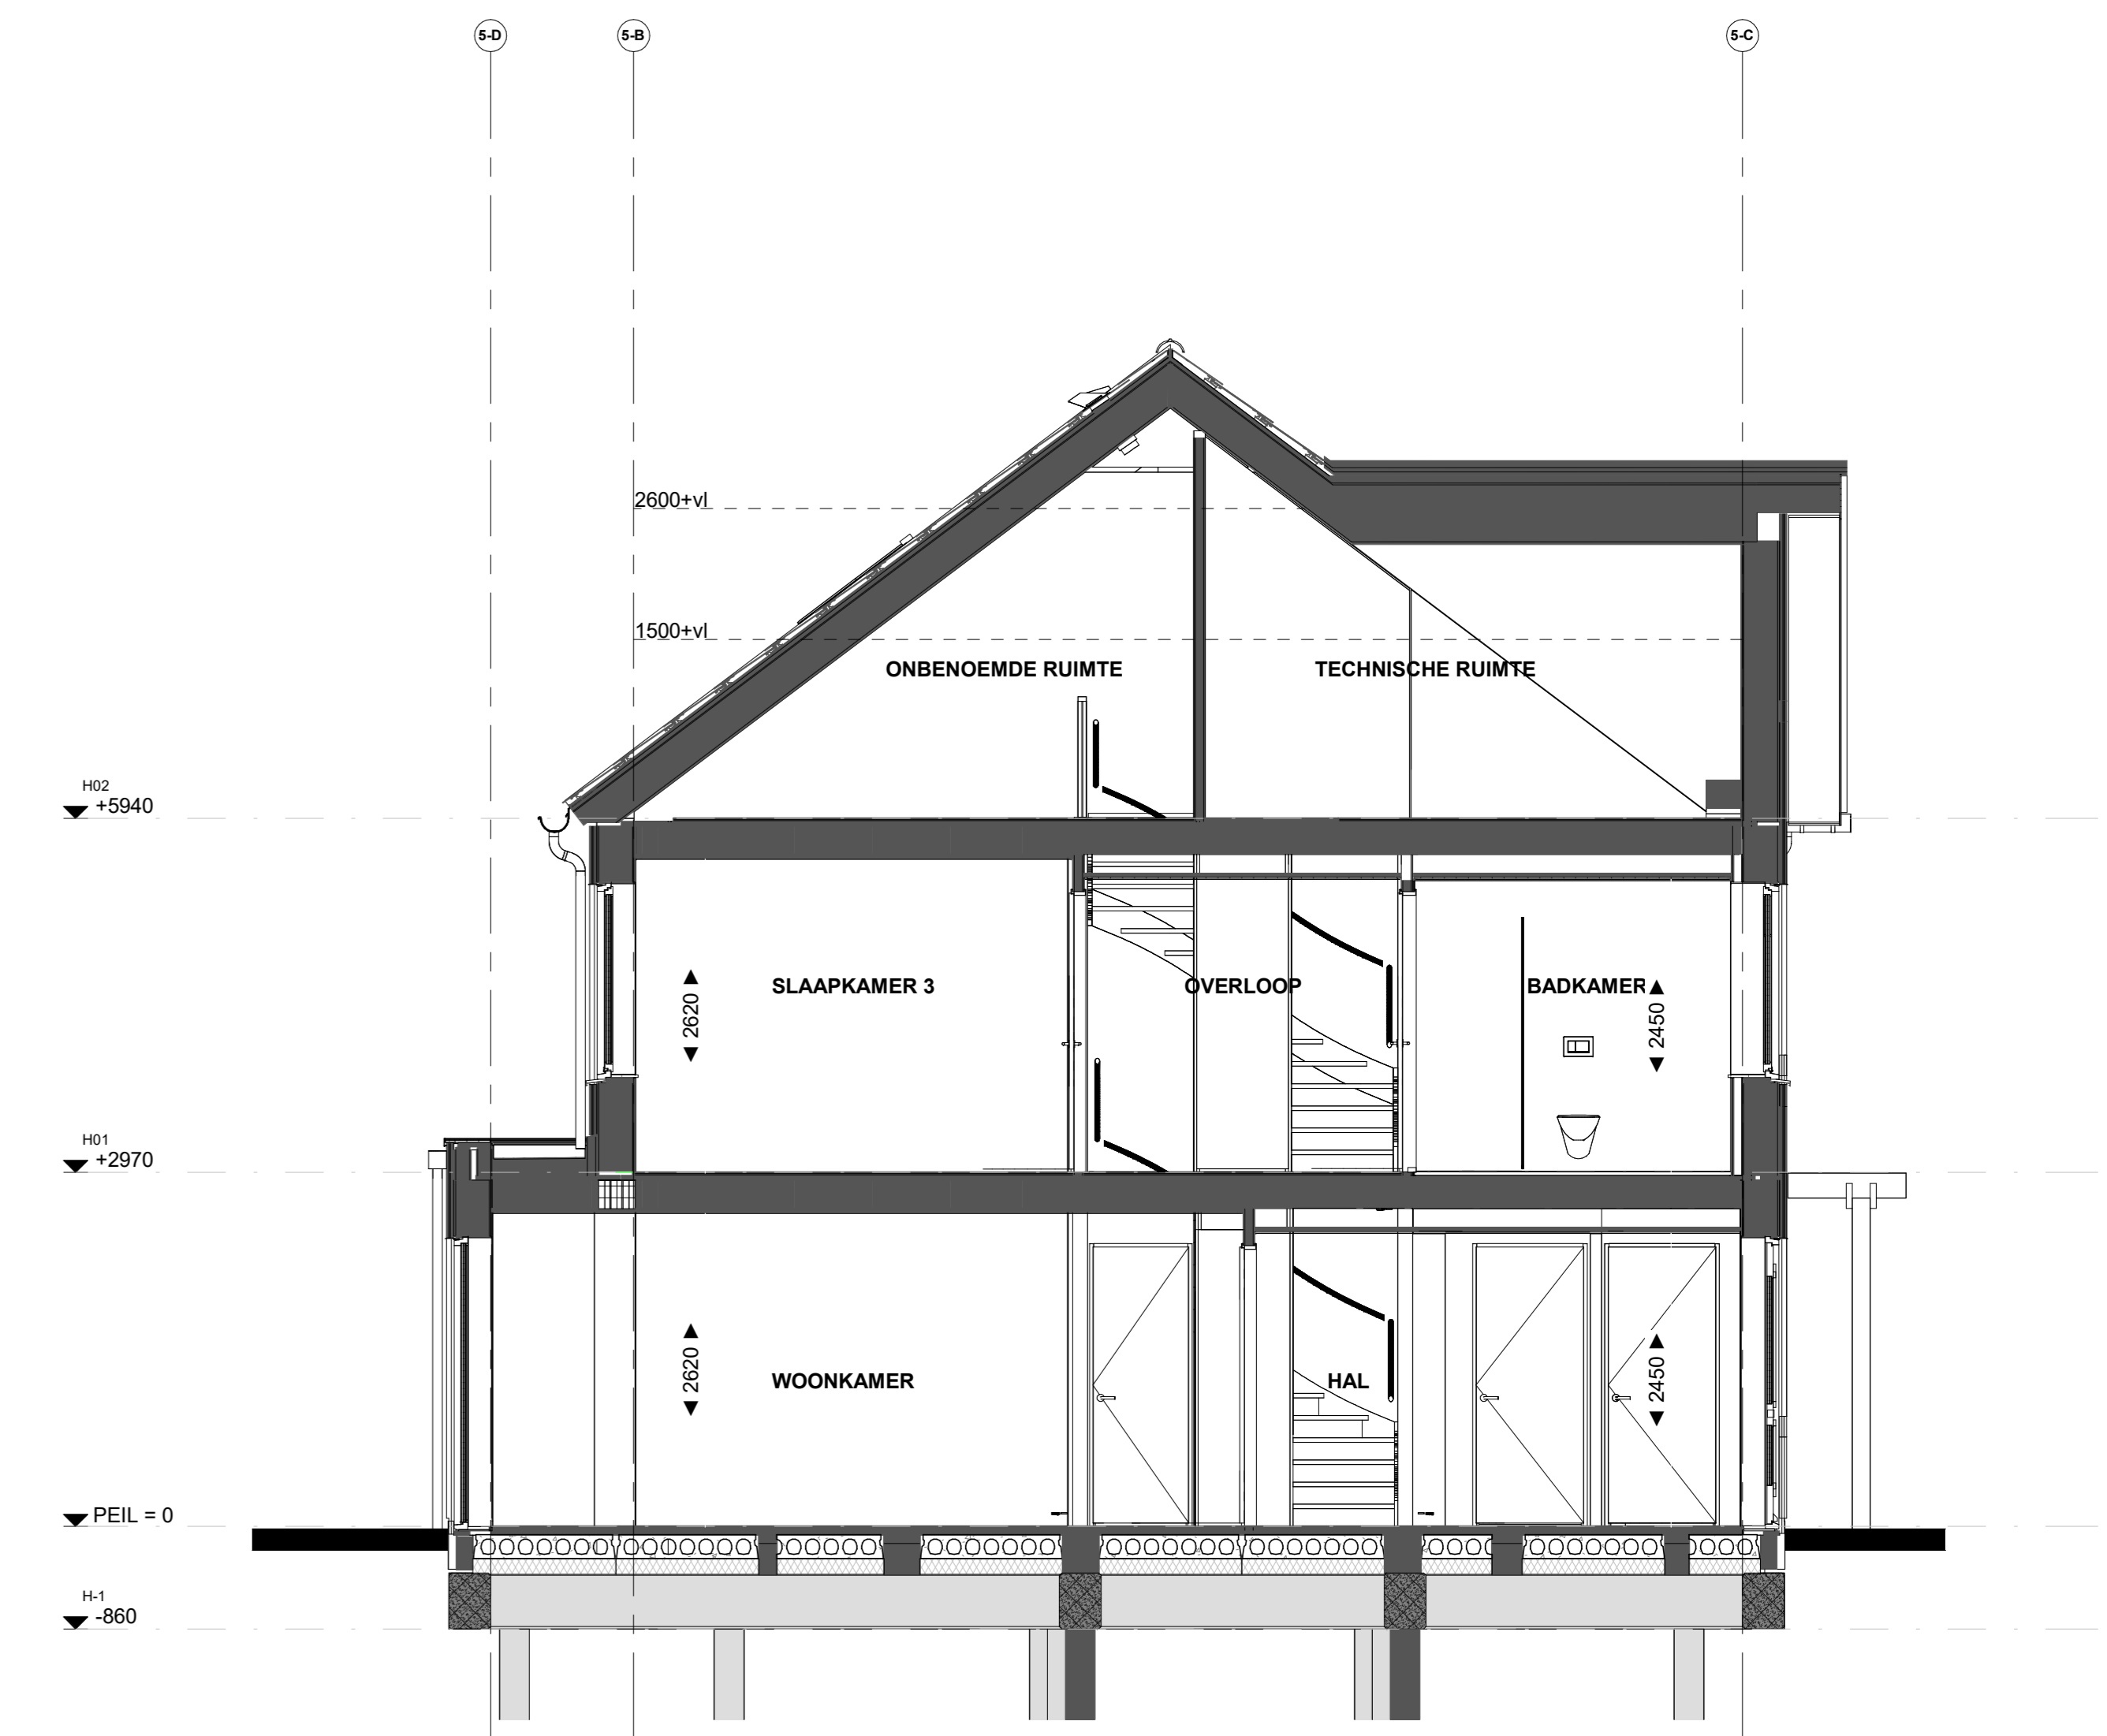 5-D
5-B
5-C
2600+vl
1500+vl
ONBENOEMDE RUIMTE
TECHNISCHE RUIMTE
H02
+5940
SLAAPKAMER 3
OVERLOOP
BADKAMER
2620
2450
H01
+2970
WOONKAMER
HAL
2620
2450
PEIL = 0
H-1
-860